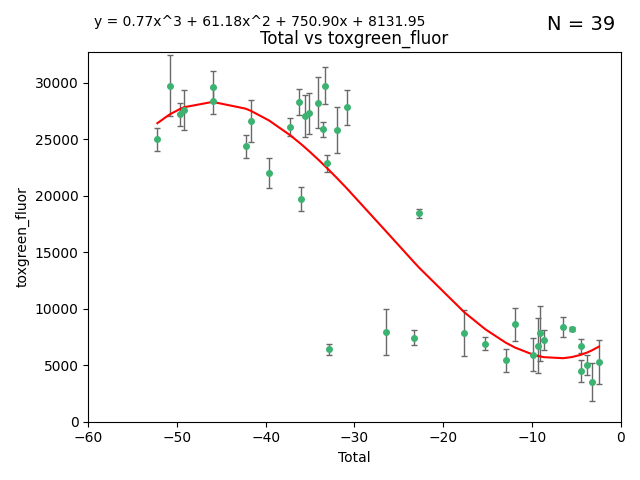 y = 0.77x^3 + 61.18x^2 + 750.90x + 8131.95
N = 39
Total vs toxgreen_fluor
toxgreen_fluor
30000
25000
20000
15000
10000
5000
0
−60
−50
−40
−30
−20
−10
0
Total